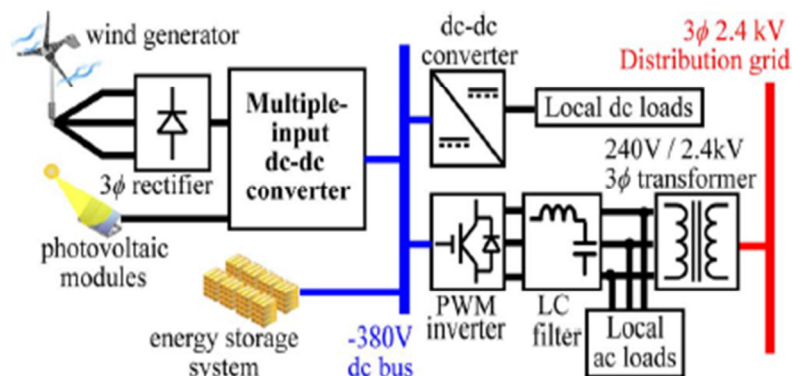 wind generator
3ϕ rectifier
photovoltaic
modules
Multiple-
input
dc-dc
converter
energy storage
system
-380V
dc bus
dc-dc
converter
Local dc loads
3ϕ 2.4 kV
Distribution grid
240V / 2.4kV
3ϕ transformer
PWM
inverter
LC
filter
Local
ac loads